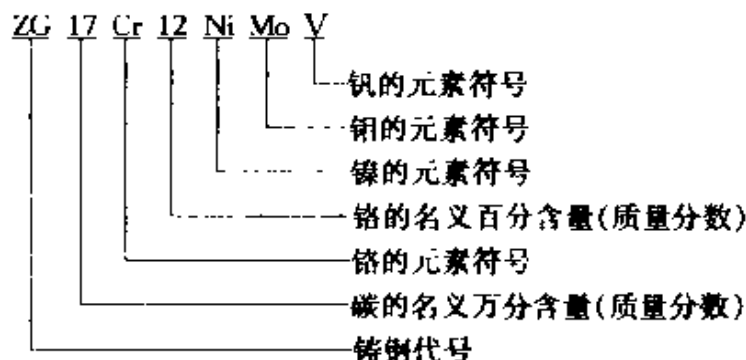 ZG 17 Cr 12 Ni Mo V
钒的元素符号
钼的元素符号
镍的元素符号
铬的名义百分含量(质量分数)
铬的元素符号
碳的名义万分含量(质量分数)
铸钢代号